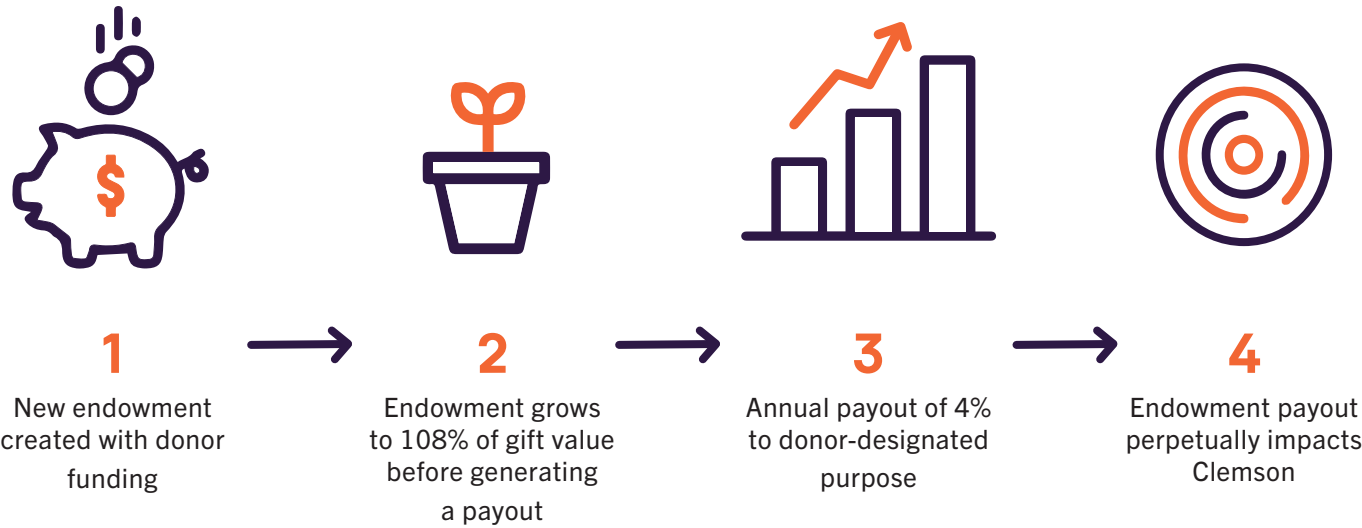 $
1
New endowment
created with donor
funding
2
Endowment grows
to 108% of gift value
before generating
a payout
3
Annual payout of 4%
to donor-designated
purpose
4
Endowment payout
perpetually impacts
Clemson